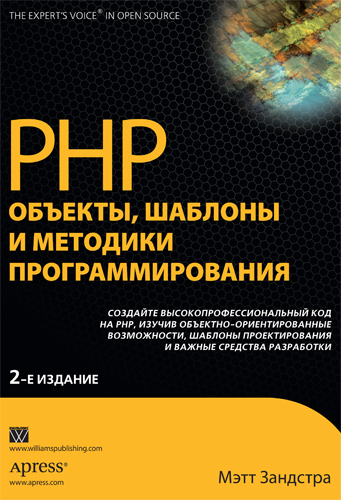 THE EXPERT'S VOICE® IN OPEN SOURCE
PHP
ОБЪЕКТЫ, ШАБЛОНЫ
И МЕТОДИКИ
ПРОГРАММИРОВАНИЯ
СОЗДАЙТЕ ВЫСОКОПРОФЕССИОНАЛЬНЫЙ КОД
НА PHP, ИЗУЧИВ ОБЪЕКТНО-ОРИЕНТИРОВАННЫЕ
ВОЗМОЖНОСТИ, ШАБЛОНЫ ПРОЕКТИРОВАНИЯ
И ВАЖНЫЕ СРЕДСТВА РАЗРАБОТКИ
2-Е ИЗДАНИЕ
W
www.williamspublishing.com
Apress®
www.apress.com
Мэтт Зандстра